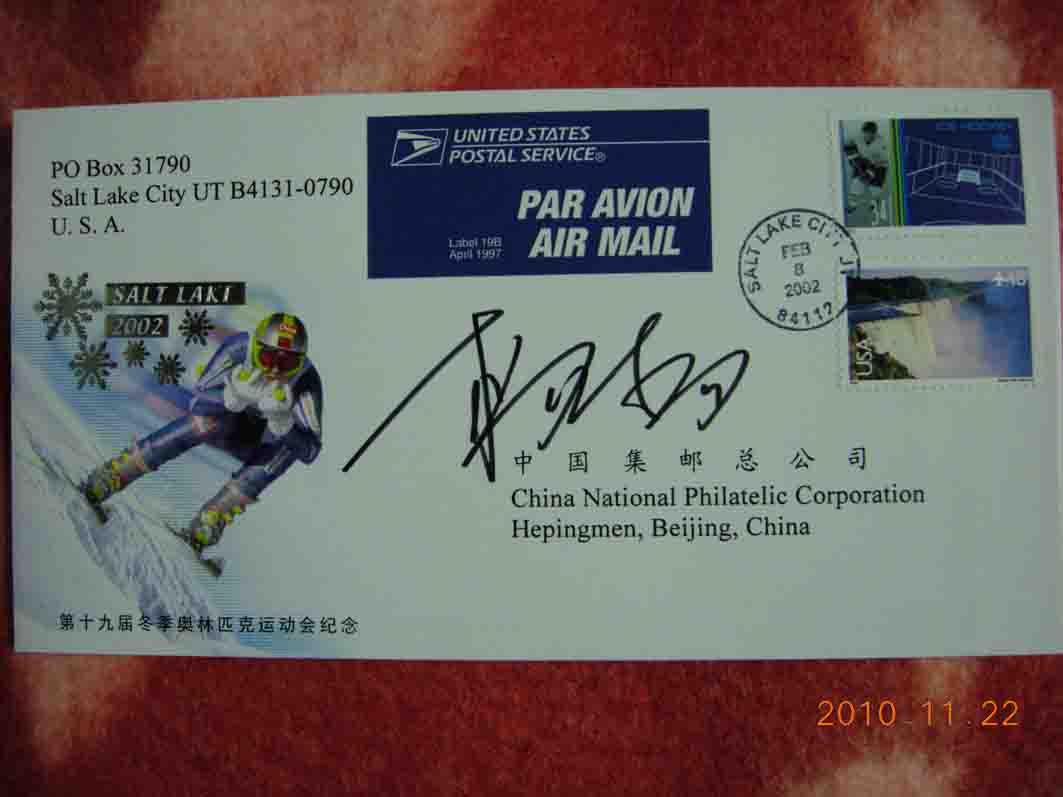 PO Box 31790
Salt Lake City UT B4131-0790
U. S. A.
UNITED STATES
POSTAL SERVICE®
PAR AVION
AIR MAIL
Label 19B
April 1997
ICE HOCKEY
34
SALT LAKE CITY
FEB
8
2002
84112
USA
SALT LAKE
2002
中国集邮总公司
China National Philatelic Corporation
Hepingmen, Beijing, China
第十九届冬季奥林匹克运动会纪念
2010.11.22